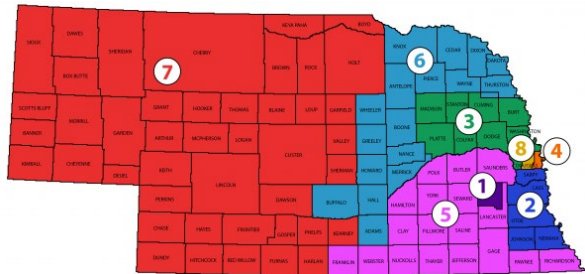 KEYA PAHA BOYD
SIOUX DAWES SHERIDAN CHERRY KNOX CEDAR DIXON DAKOTA
6
7
BOX BUTTE BROWN ROCK HOLT ANTELOPE PIERCE WAYNE THURSTON
SCOTTS BLUFF GRANT HOOKER THOMAS BLAINE LOUP GARFIELD WHEELER MADISON STANTON CUMING BURT
MORRILL GARDEN BOONE
3
BANNER ARTHUR MCPHERSON LOGAN VALLEY GREELEY PLATTE COLFAX DODGE WASHINGTON
CUSTER
8 4
KIMBALL CHEYENNE DEUEL KEITH SHERMAN HOWARD NANCE MERRICK POLK BUTLER SAUNDERS SARPY
LINCOLN
1
PERKINS DAWSON BUFFALO HALL HAMILTON YORK SEWARD LANCASTER CASS
5 2
OTOE
CHASE HAYES FRONTIER GOSPER PHELPS KEARNEY ADAMS CLAY FILLMORE SALINE
GAGE JOHNSON NEMAHA
DUNDY HITCHCOCK RED WILLOW FURNAS HARLAN FRANKLIN WEBSTER NUCKOLLS THAYER JEFFERSON PAWNEE RICHARDSON